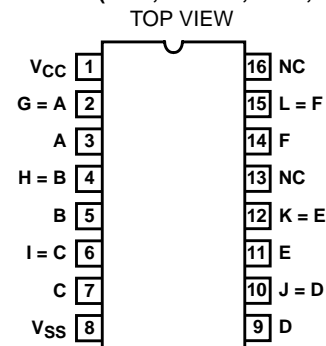 TOP VIEW
VCC 1 16 NC
G = A 2 15 L = F
A 3 14 F
H = B 4 13 NC
B 5 12 K = E
I = C 6 11 E
C 7 10 J = D
VSS 8 9 D